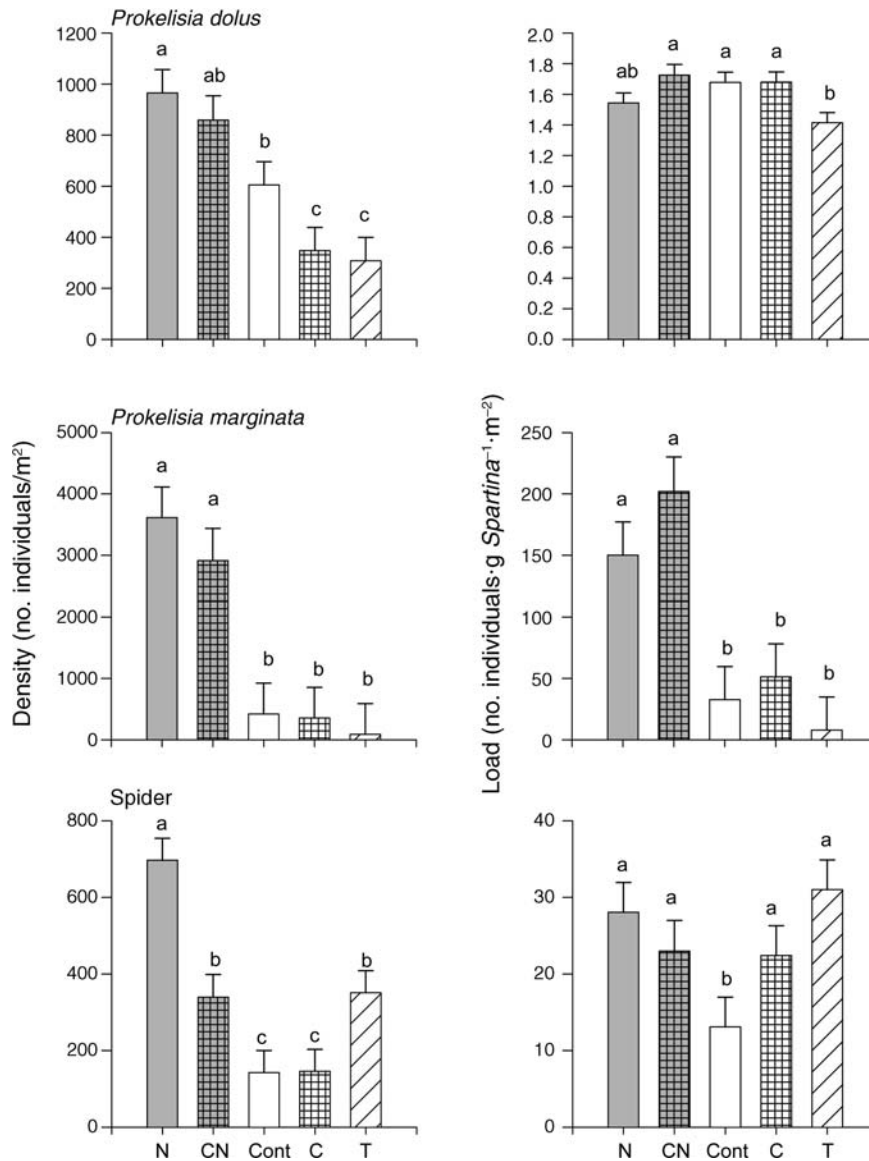 Prokelisia dolus
1200
1000
800
600
400
200
0
a
ab
b
c
c
2.0
1.8
1.6
1.4
1.2
1.0
0.8
0.6
0.4
0.2
0.0
ab
a
a
a
b
Prokelisia marginata
5000
4000
3000
2000
1000
0
a
a
b
b
b
250
200
150
100
50
0
a
a
b
b
b
Density (no. individuals/m²)
Load (no. individuals·g Spartina⁻¹·m⁻²)
Spider
800
600
400
200
0
a
b
c
c
b
N CN Cont C T
40
30
20
10
0
a
a
b
a
a
N CN Cont C T